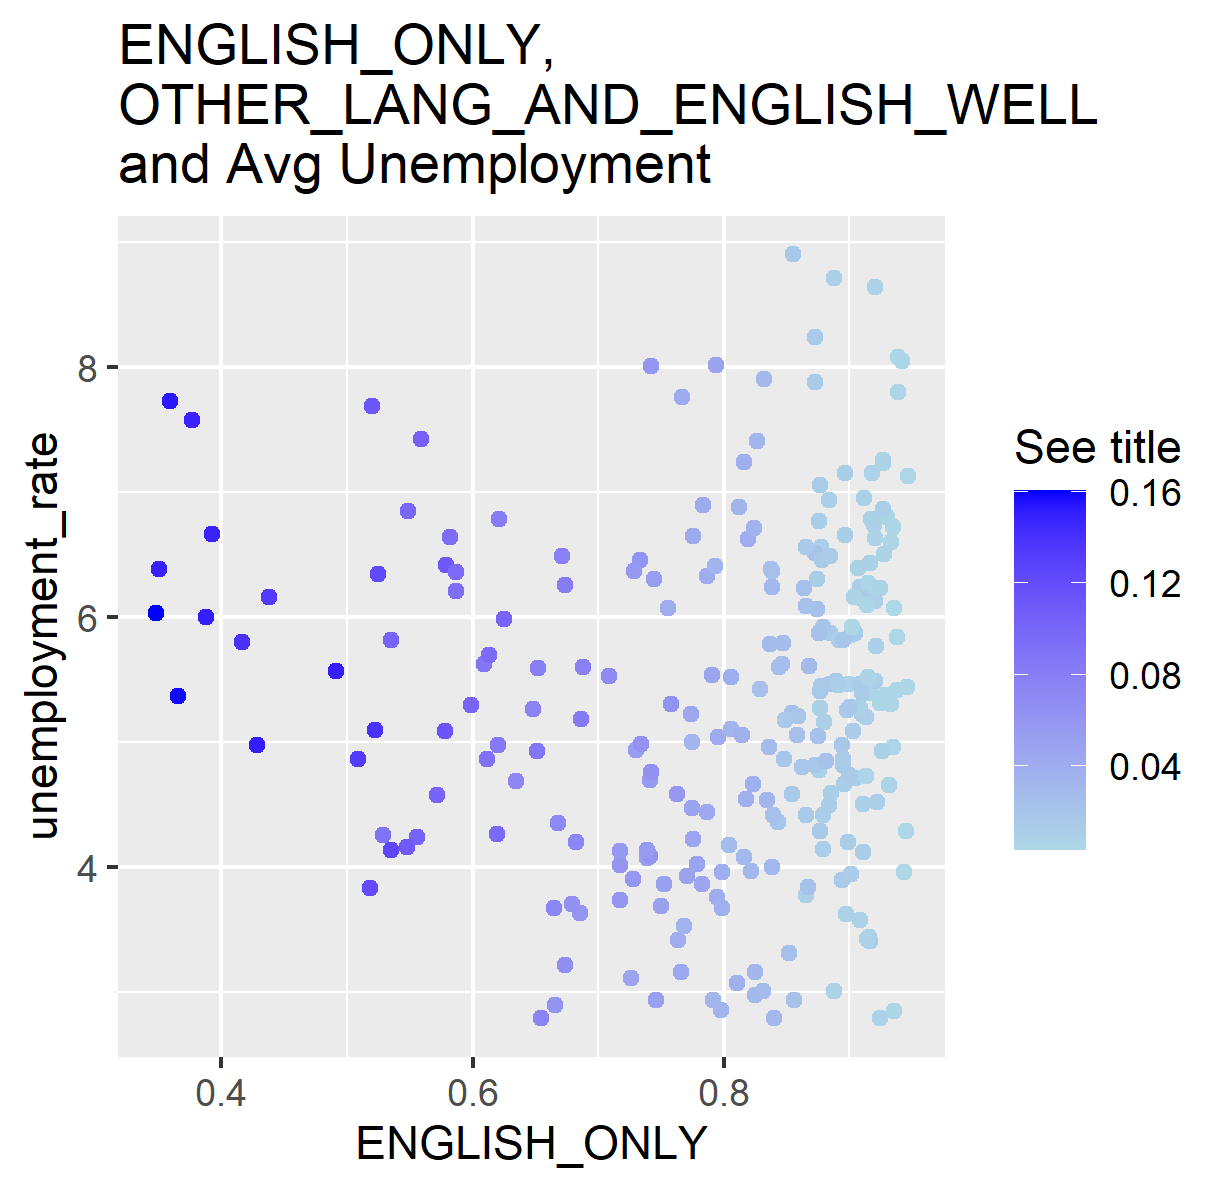 ENGLISH_ONLY,
OTHER_LANG_AND_ENGLISH_WELL
and Avg Unemployment
unemployment_rate
8
6
4
0.4
0.6
0.8
ENGLISH_ONLY
See title
0.16
0.12
0.08
0.04